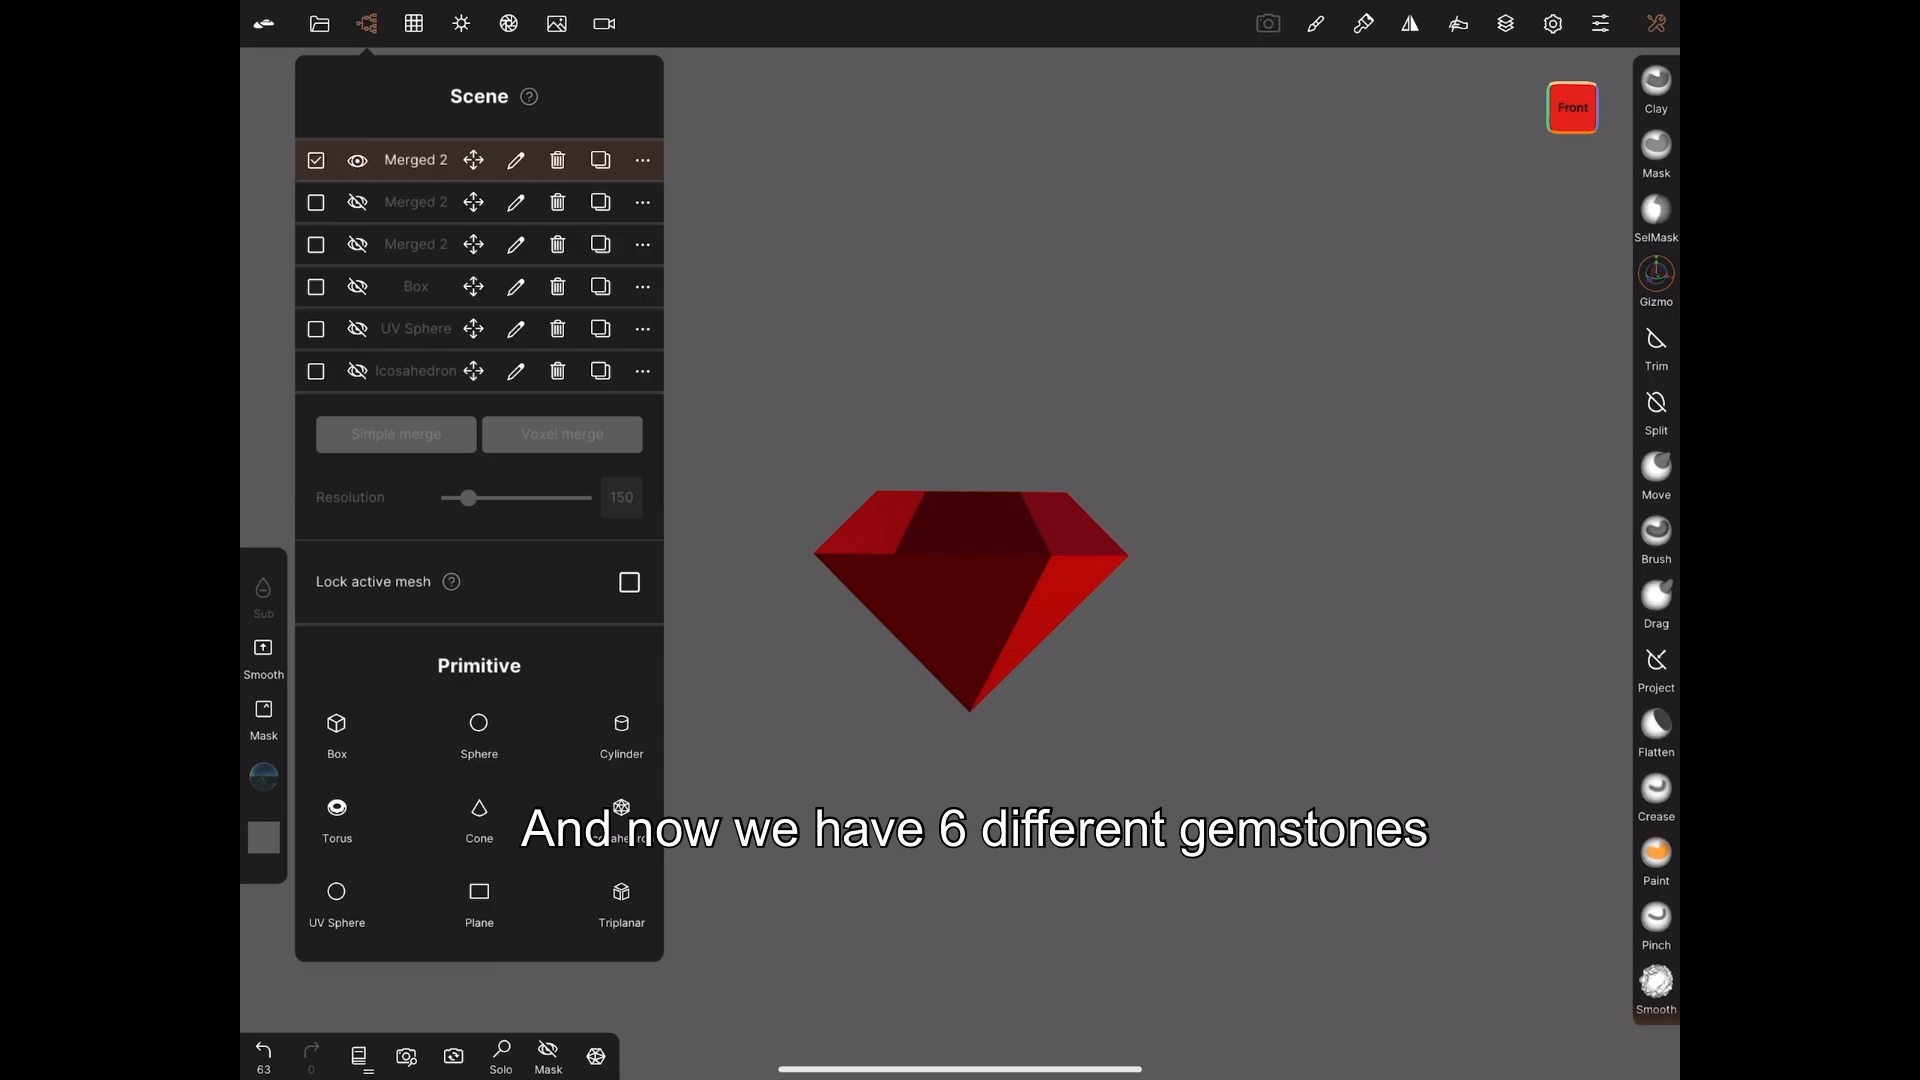 Scene ?
Front
Merged 2
Merged 2
Merged 2
Box
UV Sphere
Icosahedron
Simple merge
Voxel merge
Resolution
150
Lock active mesh ?
Primitive
Box
Sphere
Cylinder
Torus
Cone
UV Sphere
Plane
Triplanar
And now we have 6 different gemstones
Sub
Smooth
Mask
63
0
Solo
Mask
Clay
Mask
SelMask
Gizmo
Trim
Split
Move
Brush
Drag
Project
Flatten
Crease
Paint
Pinch
Smooth